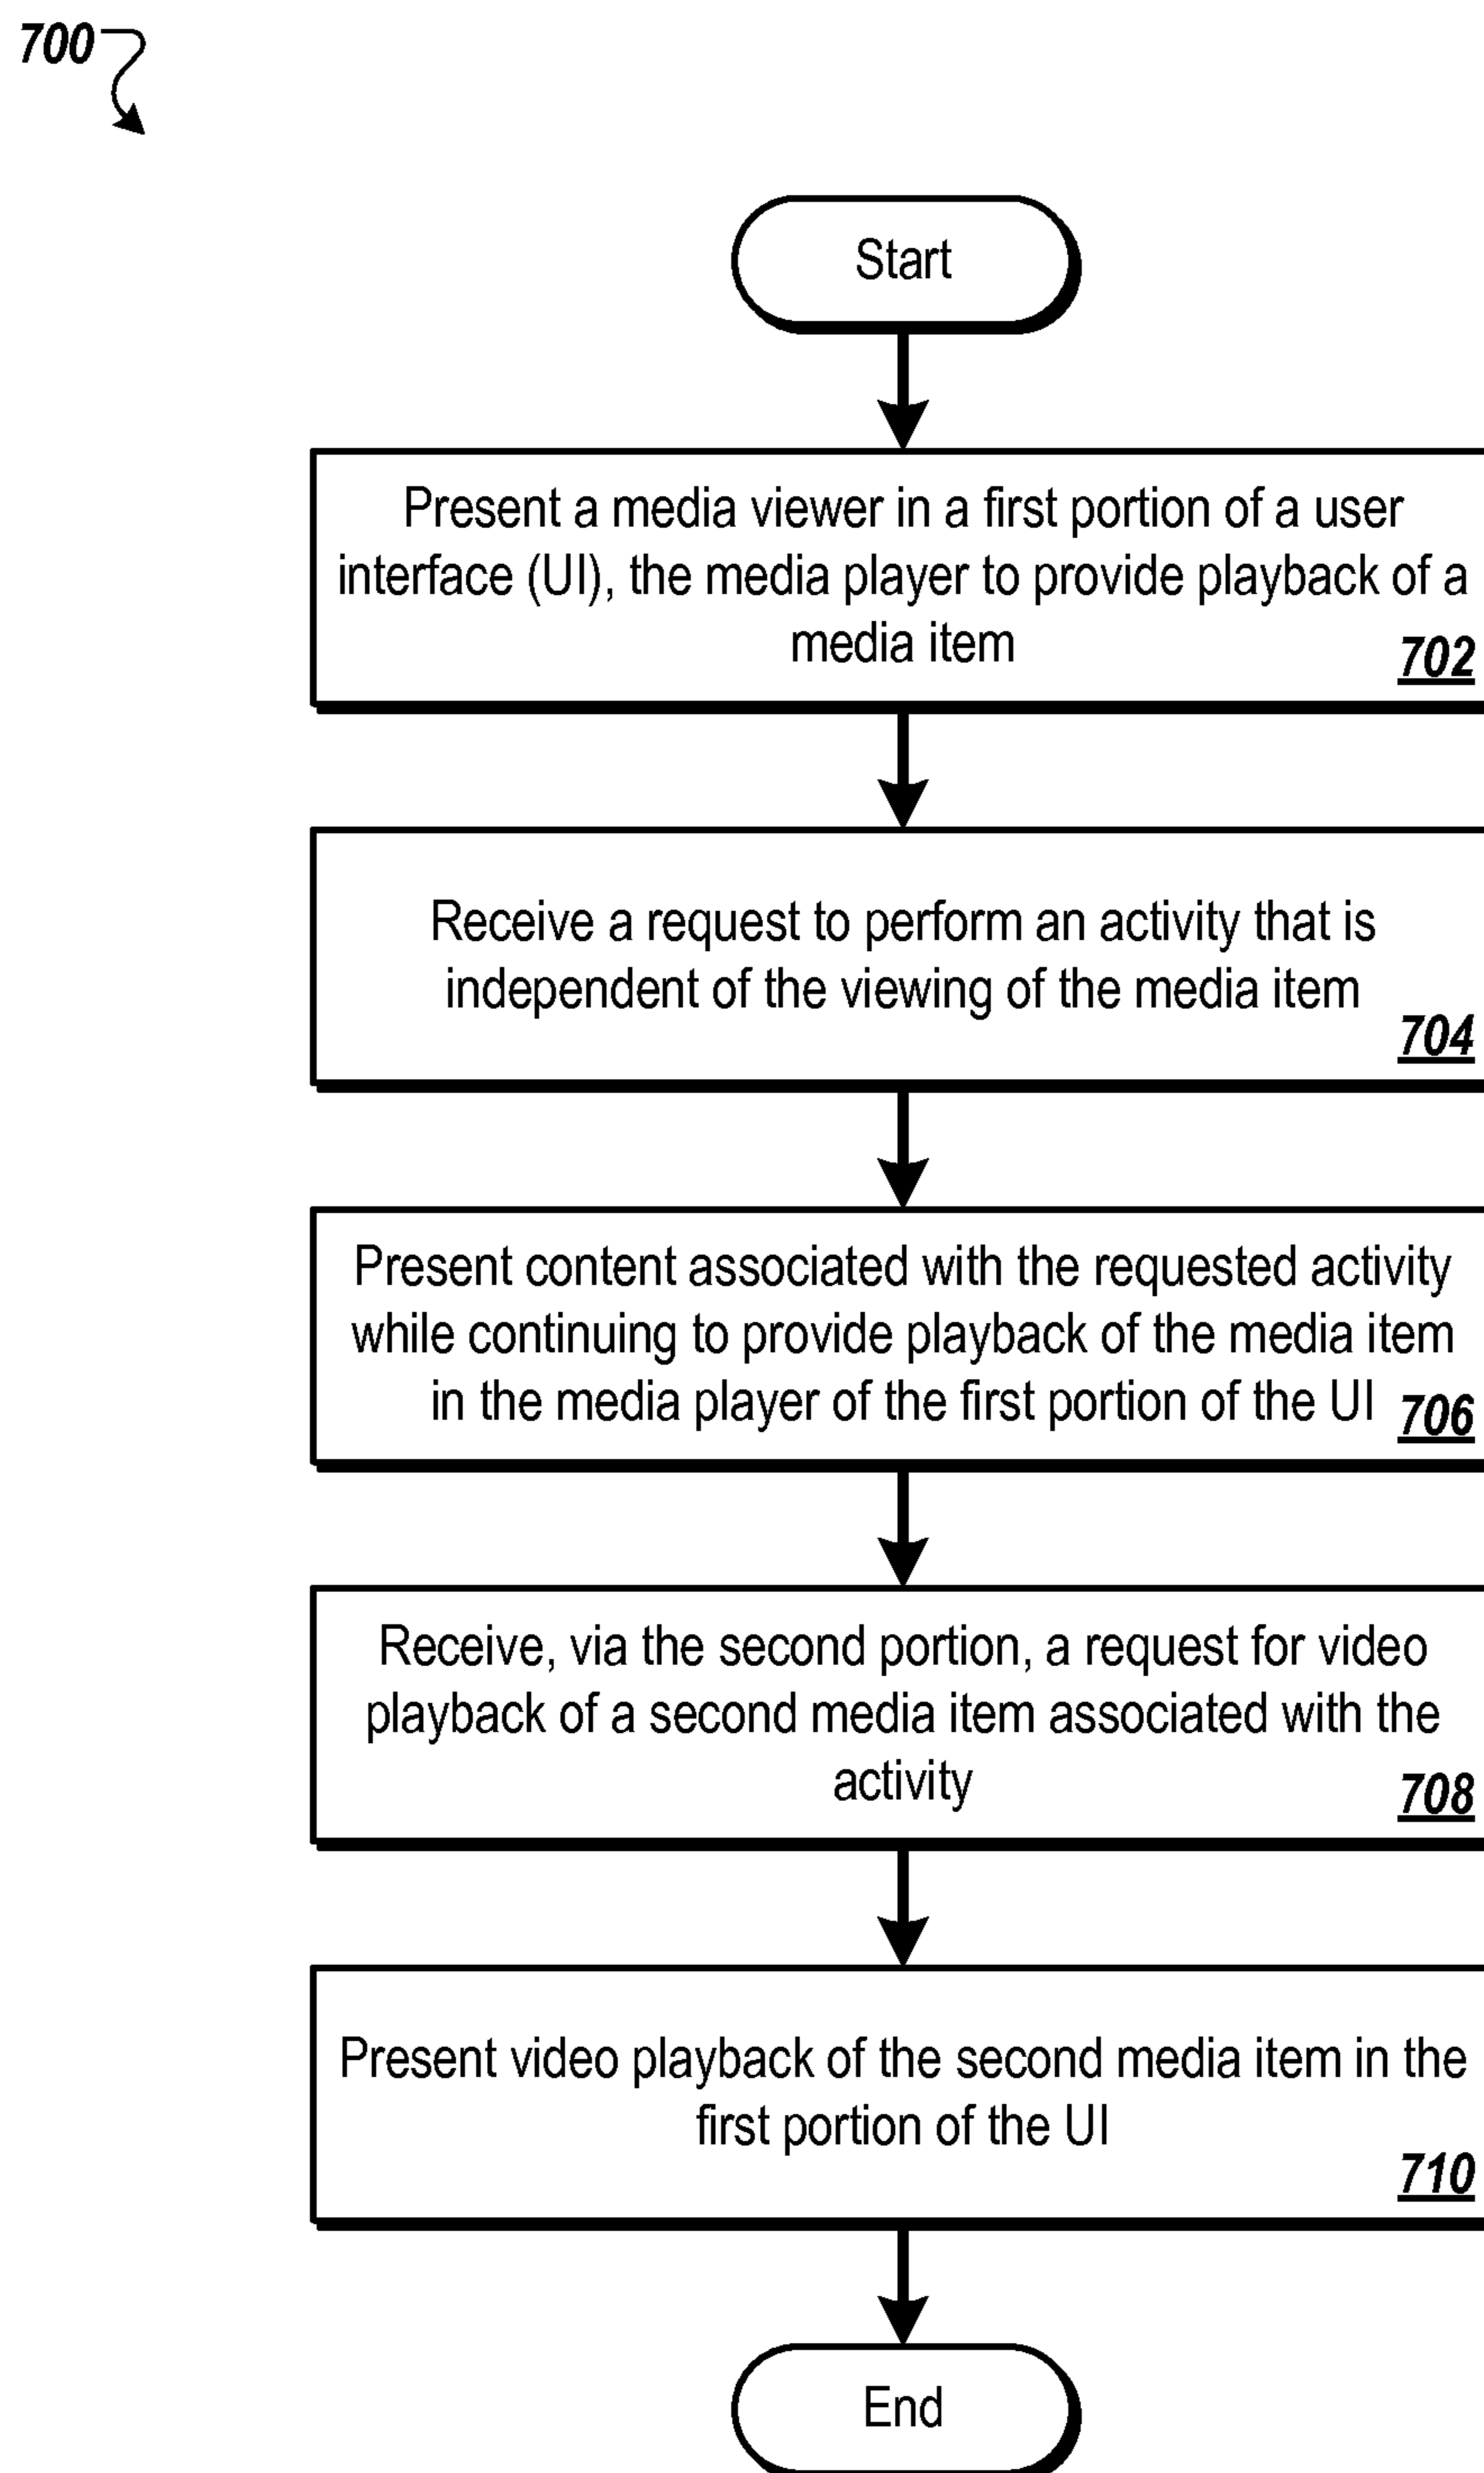 700
Start
Present a media viewer in a first portion of a user
interface (UI), the media player to provide playback of a
media item
702
Receive a request to perform an activity that is
independent of the viewing of the media item
704
Present content associated with the requested activity
while continuing to provide playback of the media item
in the media player of the first portion of the UI
706
Receive, via the second portion, a request for video
playback of a second media item associated with the
activity
708
Present video playback of the second media item in the
first portion of the UI
710
End